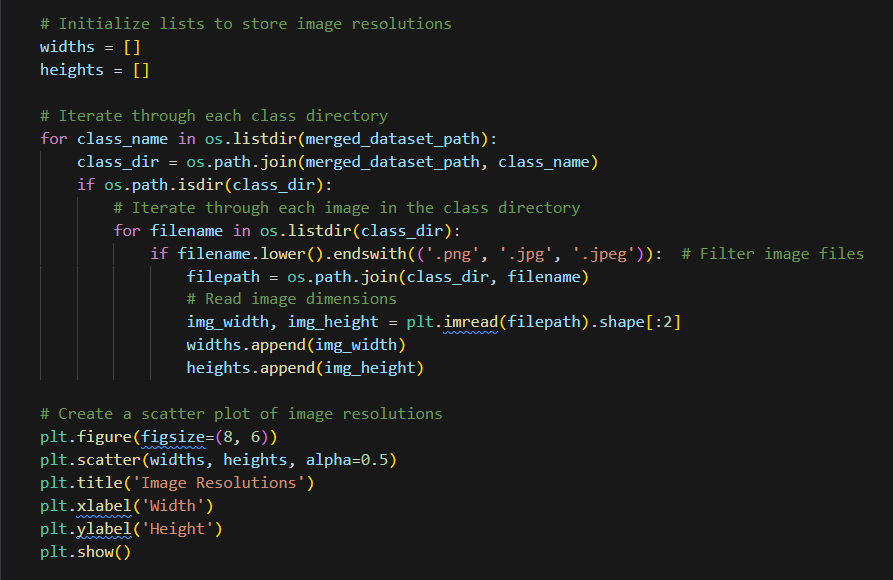 # Initialize lists to store image resolutions
widths = []
heights = []

# Iterate through each class directory
for class_name in os.listdir(merged_dataset_path):
    class_dir = os.path.join(merged_dataset_path, class_name)
    if os.path.isdir(class_dir):
        # Iterate through each image in the class directory
        for filename in os.listdir(class_dir):
            if filename.lower().endswith(('.png', '.jpg', '.jpeg')):  # Filter image files
                filepath = os.path.join(class_dir, filename)
                # Read image dimensions
                img_width, img_height = plt.imread(filepath).shape[:2]
                widths.append(img_width)
                heights.append(img_height)

# Create a scatter plot of image resolutions
plt.figure(figsize=(8, 6))
plt.scatter(widths, heights, alpha=0.5)
plt.title('Image Resolutions')
plt.xlabel('Width')
plt.ylabel('Height')
plt.show()